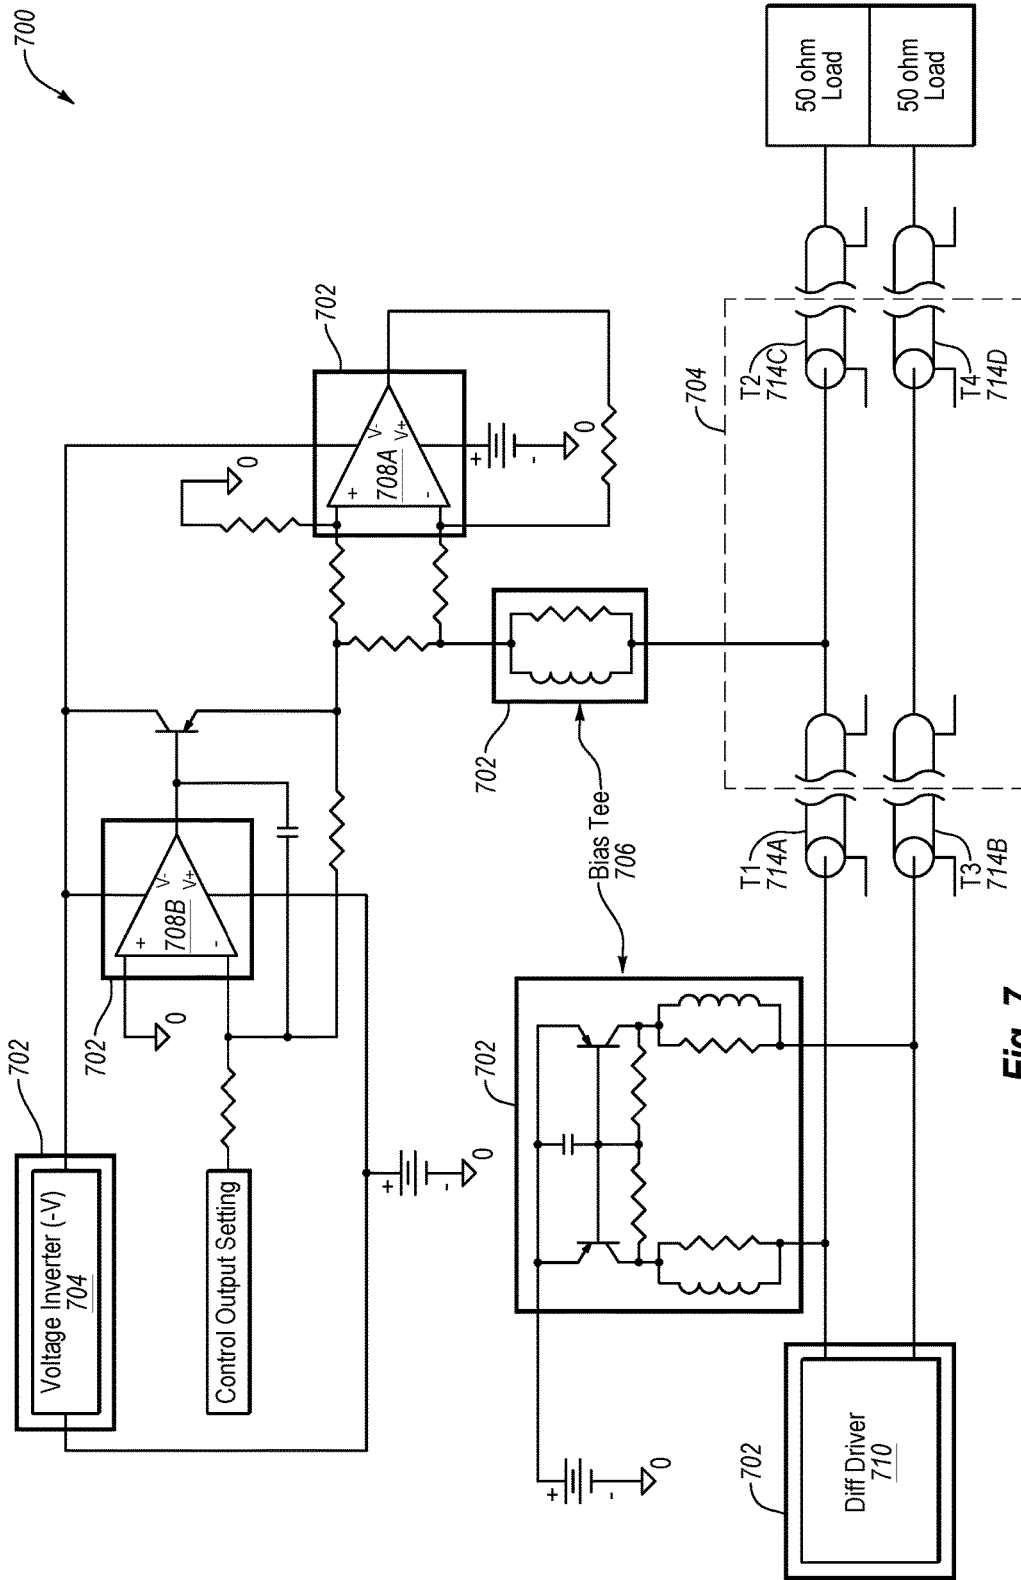 700
702
Voltage Inverter (-V)
704
Control Output Setting
702
+
-
V-
V+
708B
0
+
-
0
702
+
-
V-
V+
708A
0
+
-
0
702
Bias Tee
706
702
+
-
0
702
Diff Driver
710
T1
714A
T3
714B
704
T2
714C
T4
714D
50 ohm
Load
50 ohm
Load
Fig. 7